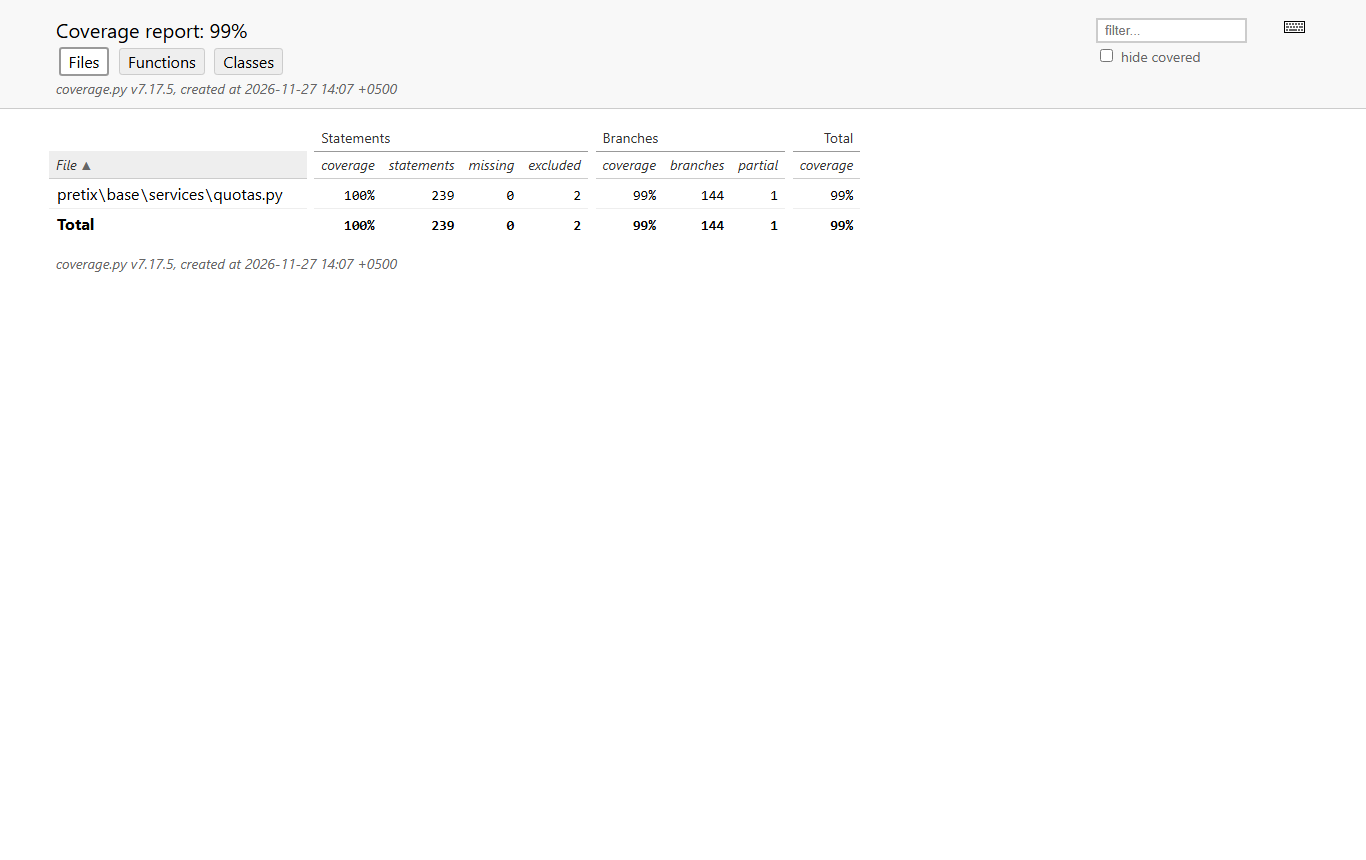 Coverage report: 99%
filter...
hide covered
Files Functions Classes
coverage.py v7.17.5, created at 2026-11-27 14:07 +0500
Statements Branches Total
File ▲ coverage statements missing excluded coverage branches partial coverage
pretix\base\services\quotas.py 100% 239 0 2 99% 144 1 99%
Total 100% 239 0 2 99% 144 1 99%
coverage.py v7.17.5, created at 2026-11-27 14:07 +0500